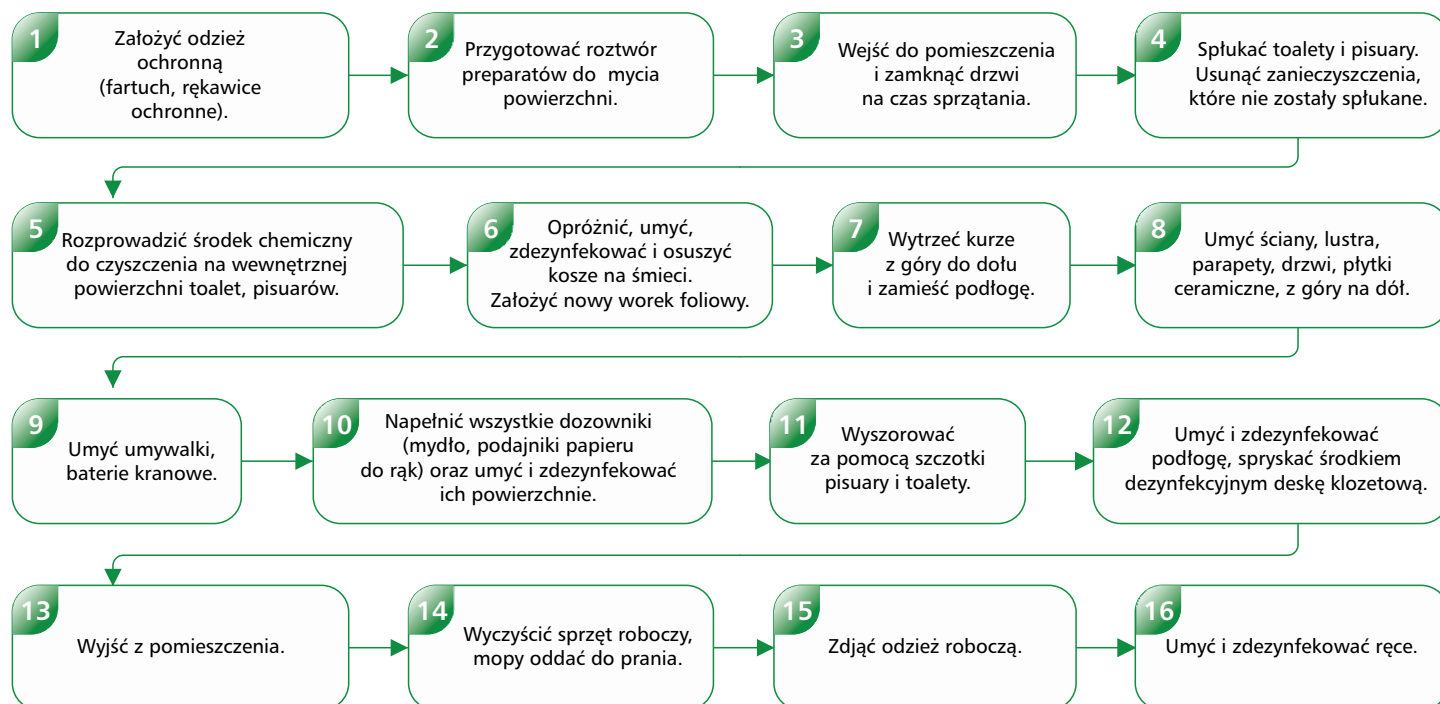 1
Założyć odzież
ochronną
(fartuch, rękawice
ochronne).
2
Przygotować roztwór
preparatów do mycia
powierzchni.
3
Wejść do pomieszczenia
i zamknąć drzwi
na czas sprzątania.
4
Spłukać toalety i pisuary.
Usunąć zanieczyszczenia,
które nie zostały spłukane.
5
Rozprowadzić środek chemiczny
do czyszczenia na wewnętrznej
powierzchni toalet, pisuarów.
6
Opróżnić, umyć,
zdezynfekować i osuszyć
kosze na śmieci.
Założyć nowy worek foliowy.
7
Wytrzeć kurze
z góry do dołu
i zamieść podłogę.
8
Umyć ściany, lustra,
parapety, drzwi, płytki
ceramiczne, z góry na dół.
9
Umyć umywalki,
baterie kranowe.
10
Napełnić wszystkie dozowniki
(mydło, podajniki papieru
do rąk) oraz umyć i zdezynfekować
ich powierzchnie.
11
Wyszorować
za pomocą szczotki
pisuary i toalety.
12
Umyć i zdezynfekować
podłogę, spryskać środkiem
dezynfekcyjnym deskę klozetową.
13
Wyjść z pomieszczenia.
14
Wyczyścić sprzęt roboczy,
mopy oddać do prania.
15
Zdjąć odzież roboczą.
16
Umyć i zdezynfekować ręce.